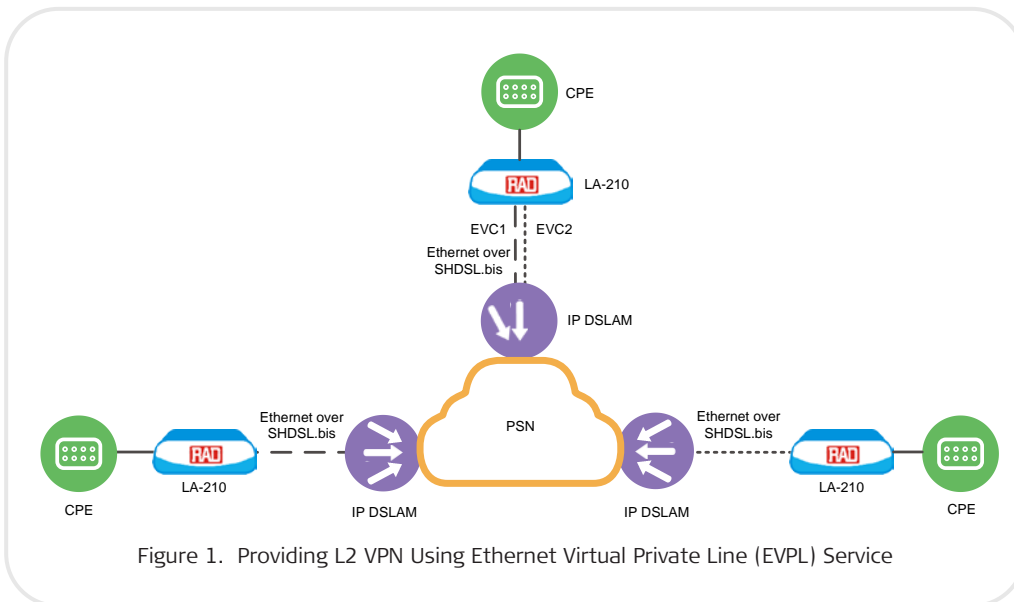 CPE
RAD
LA-210
EVC1
EVC2
Ethernet over
SHDSL.bis
IP DSLAM
PSN
Ethernet over
SHDSL.bis
Ethernet over
SHDSL.bis
RAD
RAD
LA-210
LA-210
CPE
IP DSLAM
IP DSLAM
CPE
Figure 1. Providing L2 VPN Using Ethernet Virtual Private Line (EVPL) Service